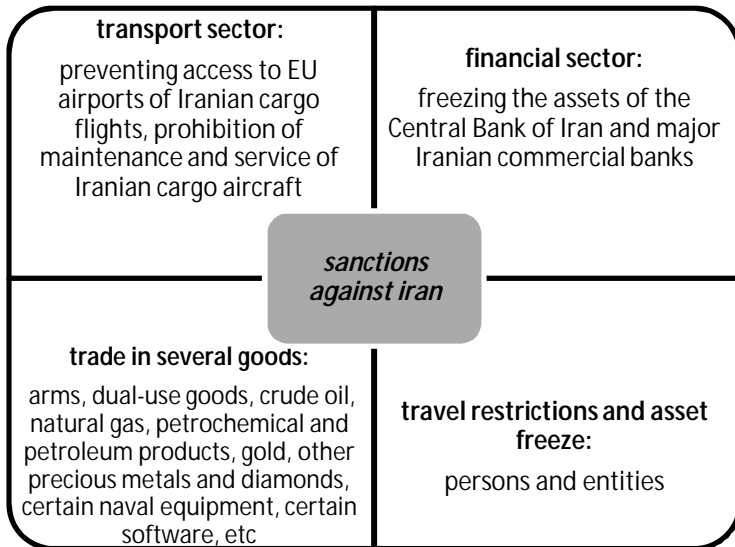 transport sector:
preventing access to EU
airports of Iranian cargo
flights, prohibition of
maintenance and service of
Iranian cargo aircraft
financial sector:
freezing the assets of the
Central Bank of Iran and major
Iranian commercial banks
sanctions
against iran
trade in several goods:
arms, dual-use goods, crude oil,
natural gas, petrochemical and
petroleum products, gold, other
precious metals and diamonds,
certain naval equipment, certain
software, etc
travel restrictions and asset
freeze:
persons and entities